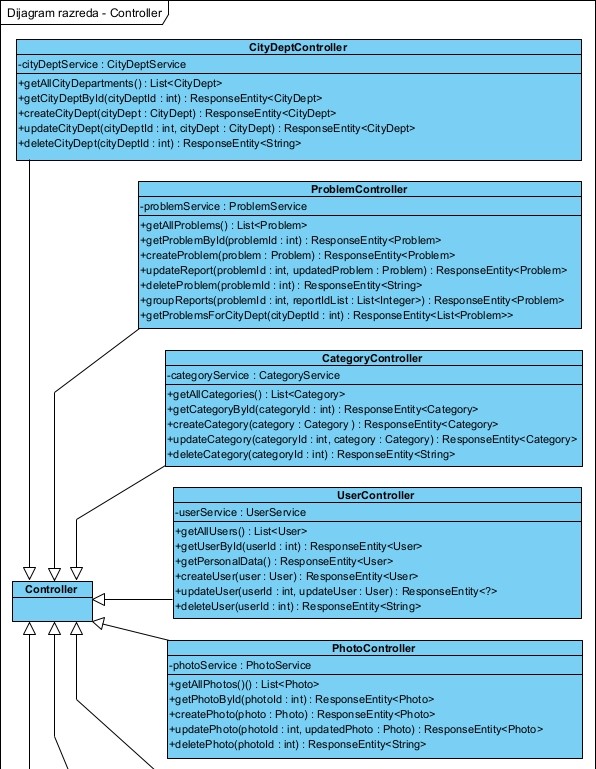 Dijagram razreda - Controller
CityDeptController
-cityDeptService : CityDeptService
+getAllCityDepartments() : List<CityDept>
+getCityDeptById(cityDeptId : int) : ResponseEntity<CityDept>
+createCityDept(cityDept : CityDept) : ResponseEntity<CityDept>
+updateCityDept(cityDeptId : int, cityDept : CityDept) : ResponseEntity<CityDept>
+deleteCityDept(cityDeptId : int) : ResponseEntity<String>
ProblemController
-problemService : ProblemService
+getAllProblems() : List<Problem>
+getProblemById(problemId : int) : ResponseEntity<Problem>
+createProblem(problem : Problem) : ResponseEntity<Problem>
+updateReport(problemId : int, updatedProblem : Problem) : ResponseEntity<Problem>
+deleteProblem(problemId : int) : ResponseEntity<String>
+groupReports(problemId : int, reportIdList : List<Integer>) : ResponseEntity<Problem>
+getProblemsForCityDept(cityDeptId : int) : ResponseEntity<List<Problem>>
CategoryController
-categoryService : CategoryService
+getAllCategories() : List<Category>
+getCategoryById(categoryId : int) : ResponseEntity<Category>
+createCategory(category : Category ) : ResponseEntity<Category>
+updateCategory(categoryId : int, category : Category) : ResponseEntity<Category>
+deleteCategory(categoryId : int) : ResponseEntity<String>
UserController
-userService : UserService
+getAllUsers() : List<User>
+getUserById(userId : int) : ResponseEntity<User>
+getPersonalData() : ResponseEntity<User>
+createUser(user : User) : ResponseEntity<User>
+updateUser(userId : int, updateUser : User) : ResponseEntity<?>
+deleteUser(userId : int) : ResponseEntity<String>
Controller
PhotoController
-photoService : PhotoService
+getAllPhotos()() : List<Photo>
+getPhotoById(photoId : int) : ResponseEntity<Photo>
+createPhoto(photo : Photo) : ResponseEntity<Photo>
+updatePhoto(photoId : int, updatedPhoto : Photo) : ResponseEntity<Photo>
+deletePhoto(photoId : int) : ResponseEntity<String>